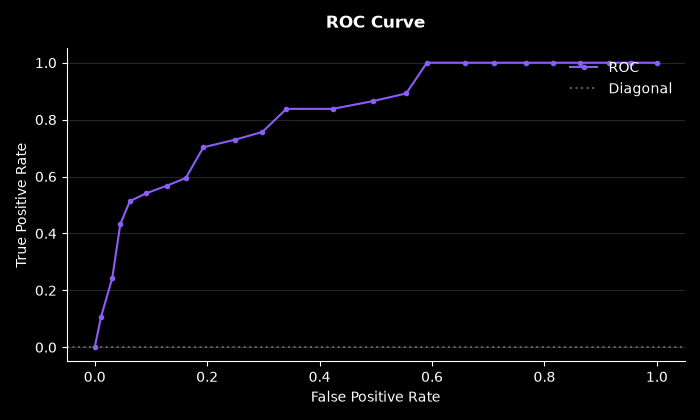 ROC Curve
1.0
0.8
0.6
0.4
0.2
0.0
True Positive Rate
ROC
Diagonal
0.0 0.2 0.4 0.6 0.8 1.0
False Positive Rate